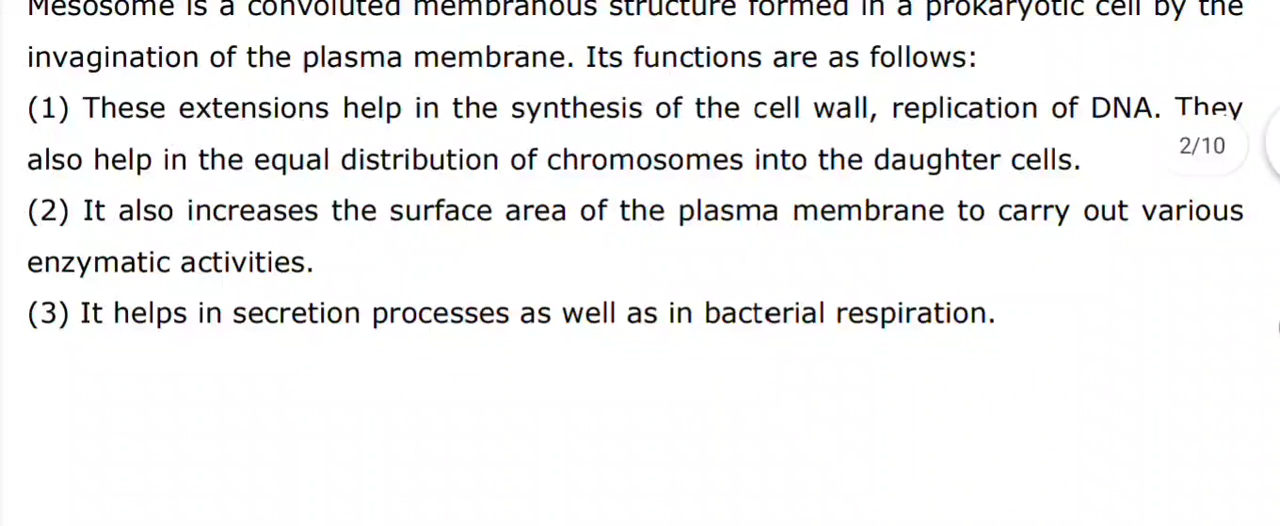 Mesosome is a convoluted membranous structure formed in a prokaryotic cell by the
invagination of the plasma membrane. Its functions are as follows:
(1) These extensions help in the synthesis of the cell wall, replication of DNA. They
also help in the equal distribution of chromosomes into the daughter cells.
2/10
(2) It also increases the surface area of the plasma membrane to carry out various
enzymatic activities.
(3) It helps in secretion processes as well as in bacterial respiration.